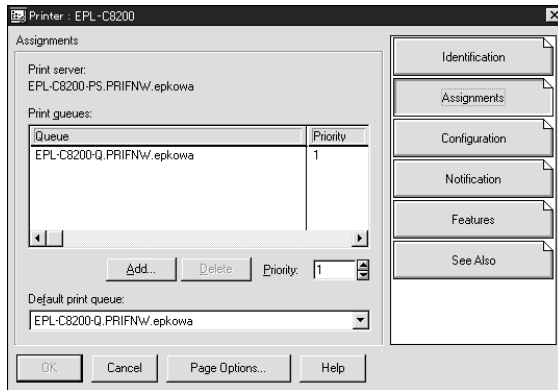 Printer : EPL-C8200
Assignments
Print server:
EPL-C8200-PS.PRIFNW.epkowa
Print queues:
Queue Priority
EPL-C8200-Q.PRIFNW.epkowa 1
Add... Delete Priority: 1
Default print queue:
EPL-C8200-Q.PRIFNW.epkowa
OK Cancel Page Options... Help
Identification
Assignments
Configuration
Notification
Features
See Also